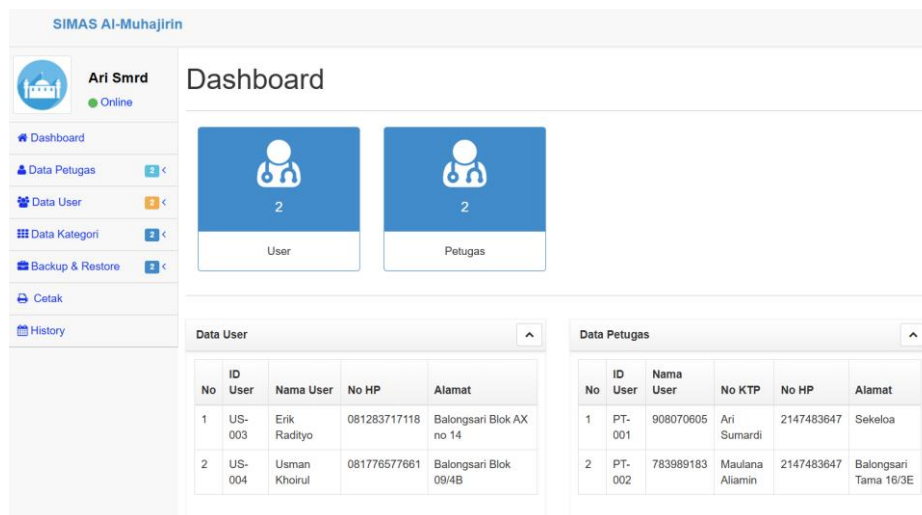 SIMAS Al-Muhajirin
Ari Smrd
Online
Dashboard
Data Petugas 2
Data User 2
Data Kategori 2
Backup & Restore 2
Cetak
History
Dashboard
2
User
2
Petugas
Data User
No ID User Nama User No HP Alamat
1 US-003 Erik Radityo 081283717118 Balongsari Blok AX no 14
2 US-004 Usman Khoirul 081776577661 Balongsari Blok 09/4B
Data Petugas
No ID User Nama User No KTP No HP Alamat
1 PT-001 908070605 Ari Sumardi 2147483647 Sekeloa
2 PT-002 783989183 Maulana Aliamin 2147483647 Balongsari Tama 16/3E